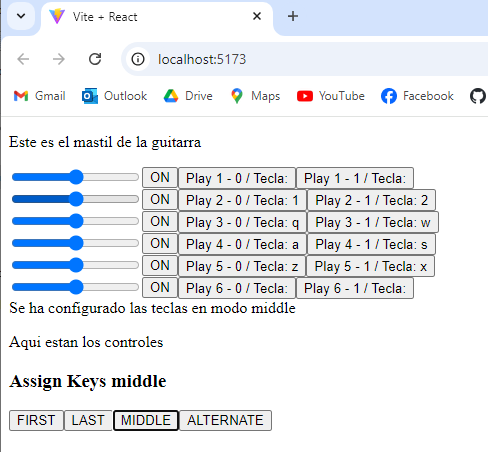 Vite + React
localhost:5173
Gmail Outlook Drive Maps YouTube Facebook
Este es el mastil de la guitarra
ON Play 1 - 0 / Tecla: Play 1 - 1 / Tecla:
ON Play 2 - 0 / Tecla: 1 Play 2 - 1 / Tecla: 2
ON Play 3 - 0 / Tecla: q Play 3 - 1 / Tecla: w
ON Play 4 - 0 / Tecla: a Play 4 - 1 / Tecla: s
ON Play 5 - 0 / Tecla: z Play 5 - 1 / Tecla: x
ON Play 6 - 0 / Tecla: Play 6 - 1 / Tecla:
Se ha configurado las teclas en modo middle
Aqui estan los controles
Assign Keys middle
FIRST LAST MIDDLE ALTERNATE